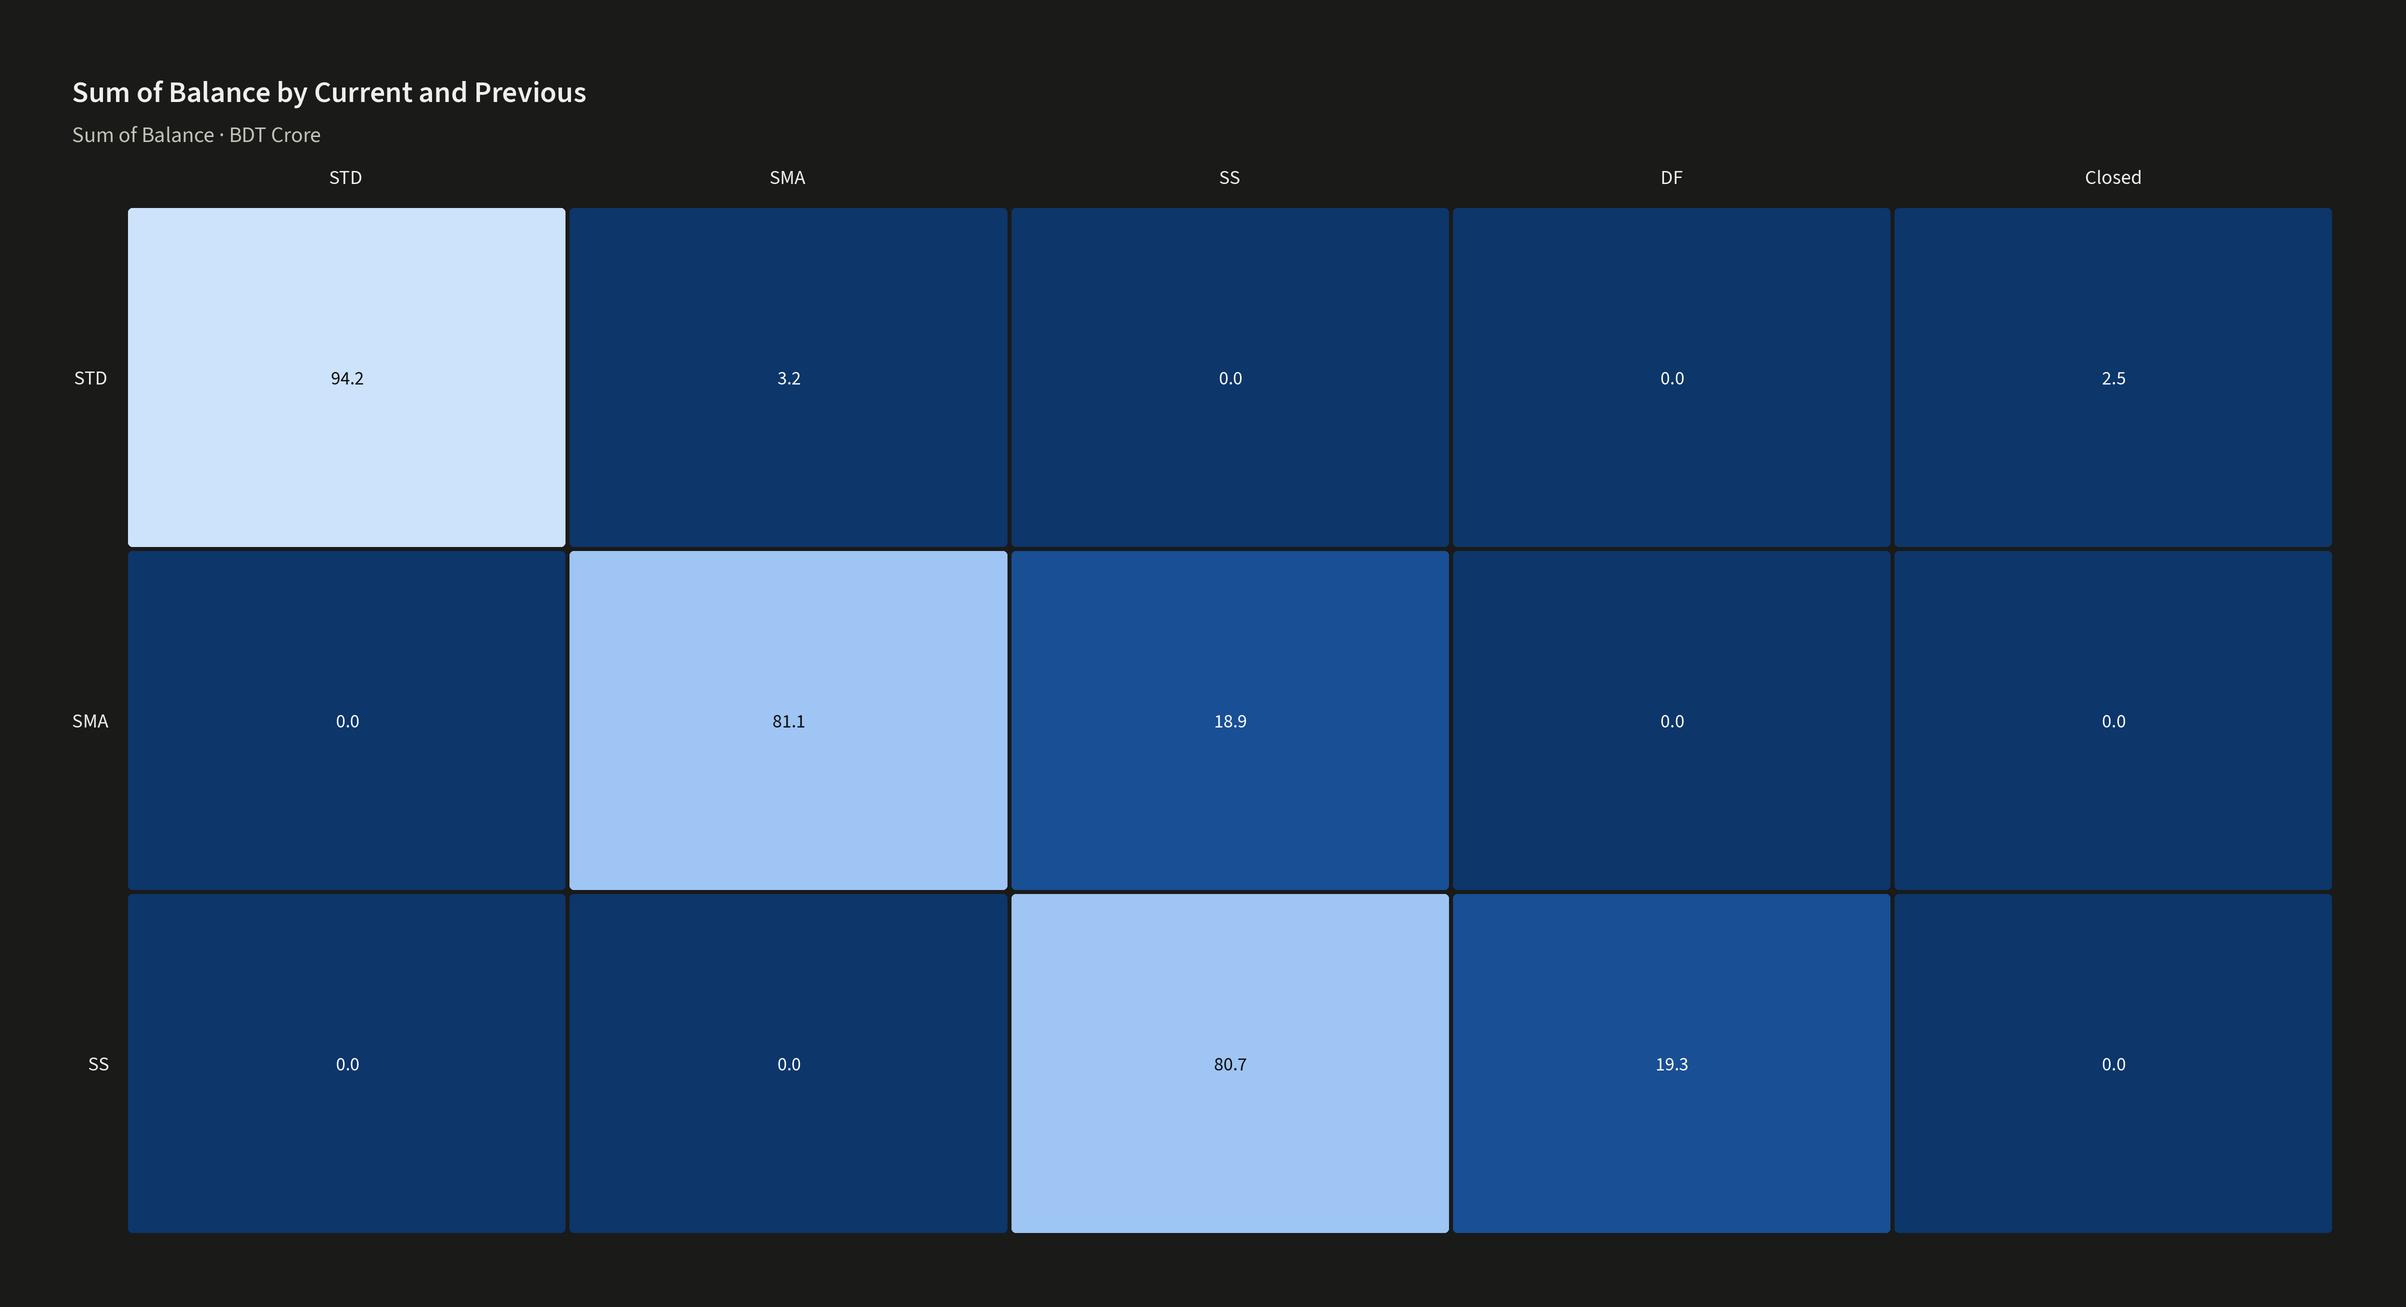 Sum of Balance by Current and Previous
Sum of Balance · BDT Crore
STD SMA SS DF Closed
STD 94.2 3.2 0.0 0.0 2.5
SMA 0.0 81.1 18.9 0.0 0.0
SS 0.0 0.0 80.7 19.3 0.0